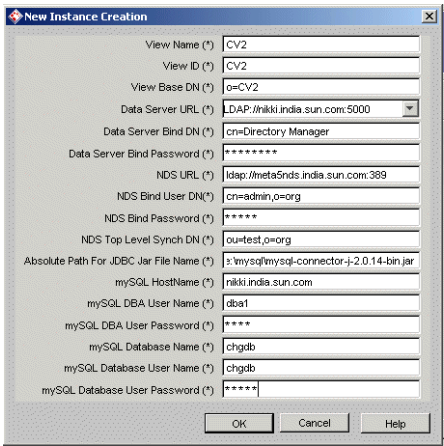 New Instance Creation
View Name (*) CV2
View ID (*) CV2
View Base DN (*) o=CV2
Data Server URL (*) LDAP://nikki.india.sun.com:5000
Data Server Bind DN (*) cn=Directory Manager
Data Server Bind Password (*) ********
NDS URL (*) ldap://meta5nds.india.sun.com:389
NDS Bind User DN(*) cn=admin,o=org
NDS Bind Password (*) *****
NDS Top Level Synch DN (*) ou=test,o=org
Absolute Path For JDBC Jar File Name (*) e:\mysql\mysql-connector-j-2.0.14-bin.jar
mySQL HostName (*) nikki.india.sun.com
mySQL DBA User Name (*) dba1
mySQL DBA User Password (*) ****
mySQL Database Name (*) chgdb
mySQL Database User Name (*) chgdb
mySQL Database User Password (*) *****
OK Cancel Help